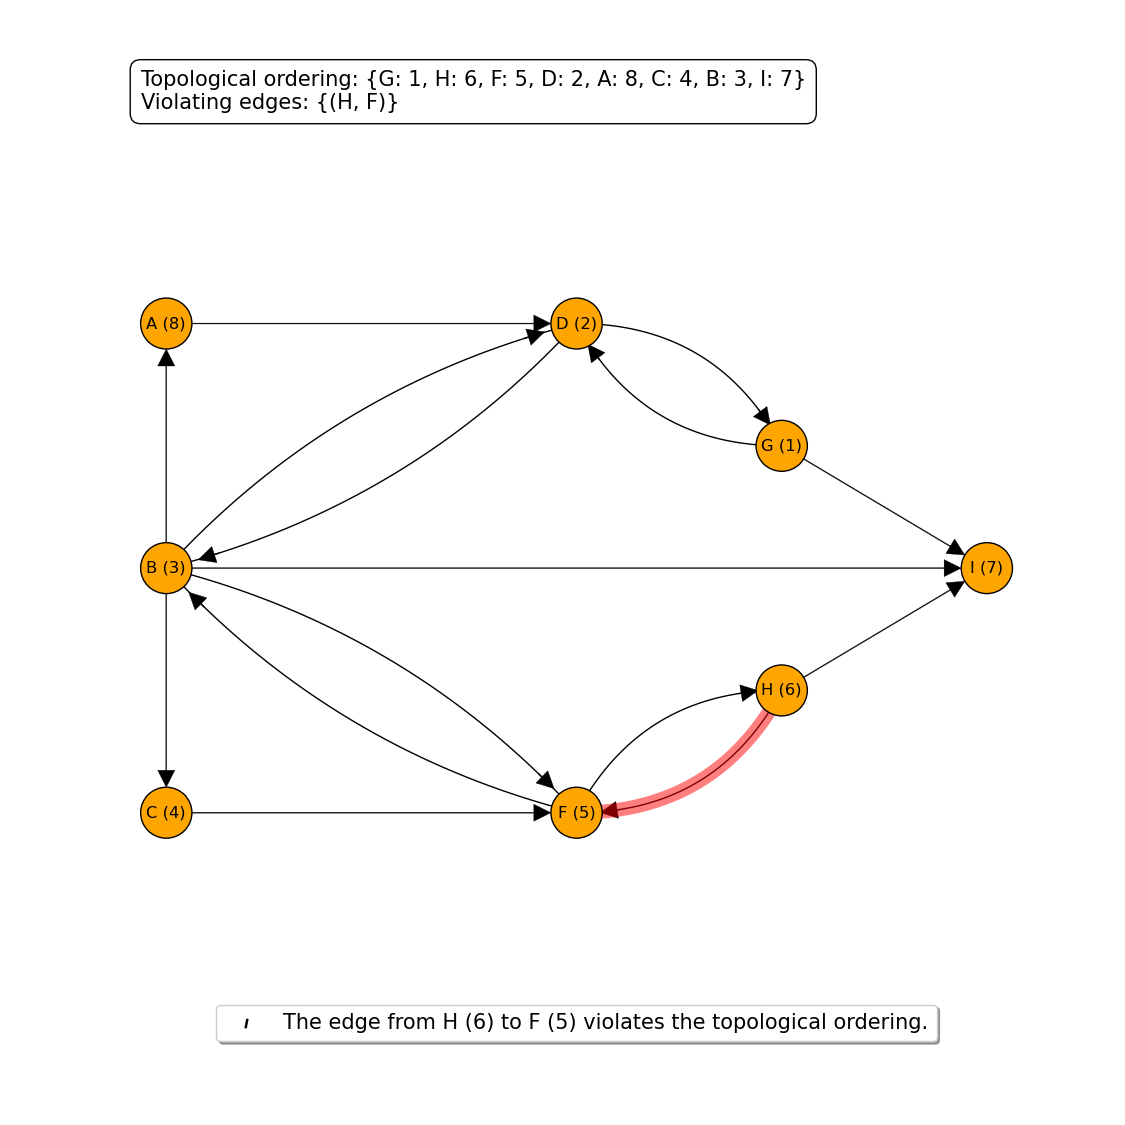 Topological ordering: {G: 1, H: 6, F: 5, D: 2, A: 8, C: 4, B: 3, I: 7}
Violating edges: {(H, F)}
A (8)
D (2)
G (1)
B (3)
I (7)
H (6)
C (4)
F (5)
The edge from H (6) to F (5) violates the topological ordering.